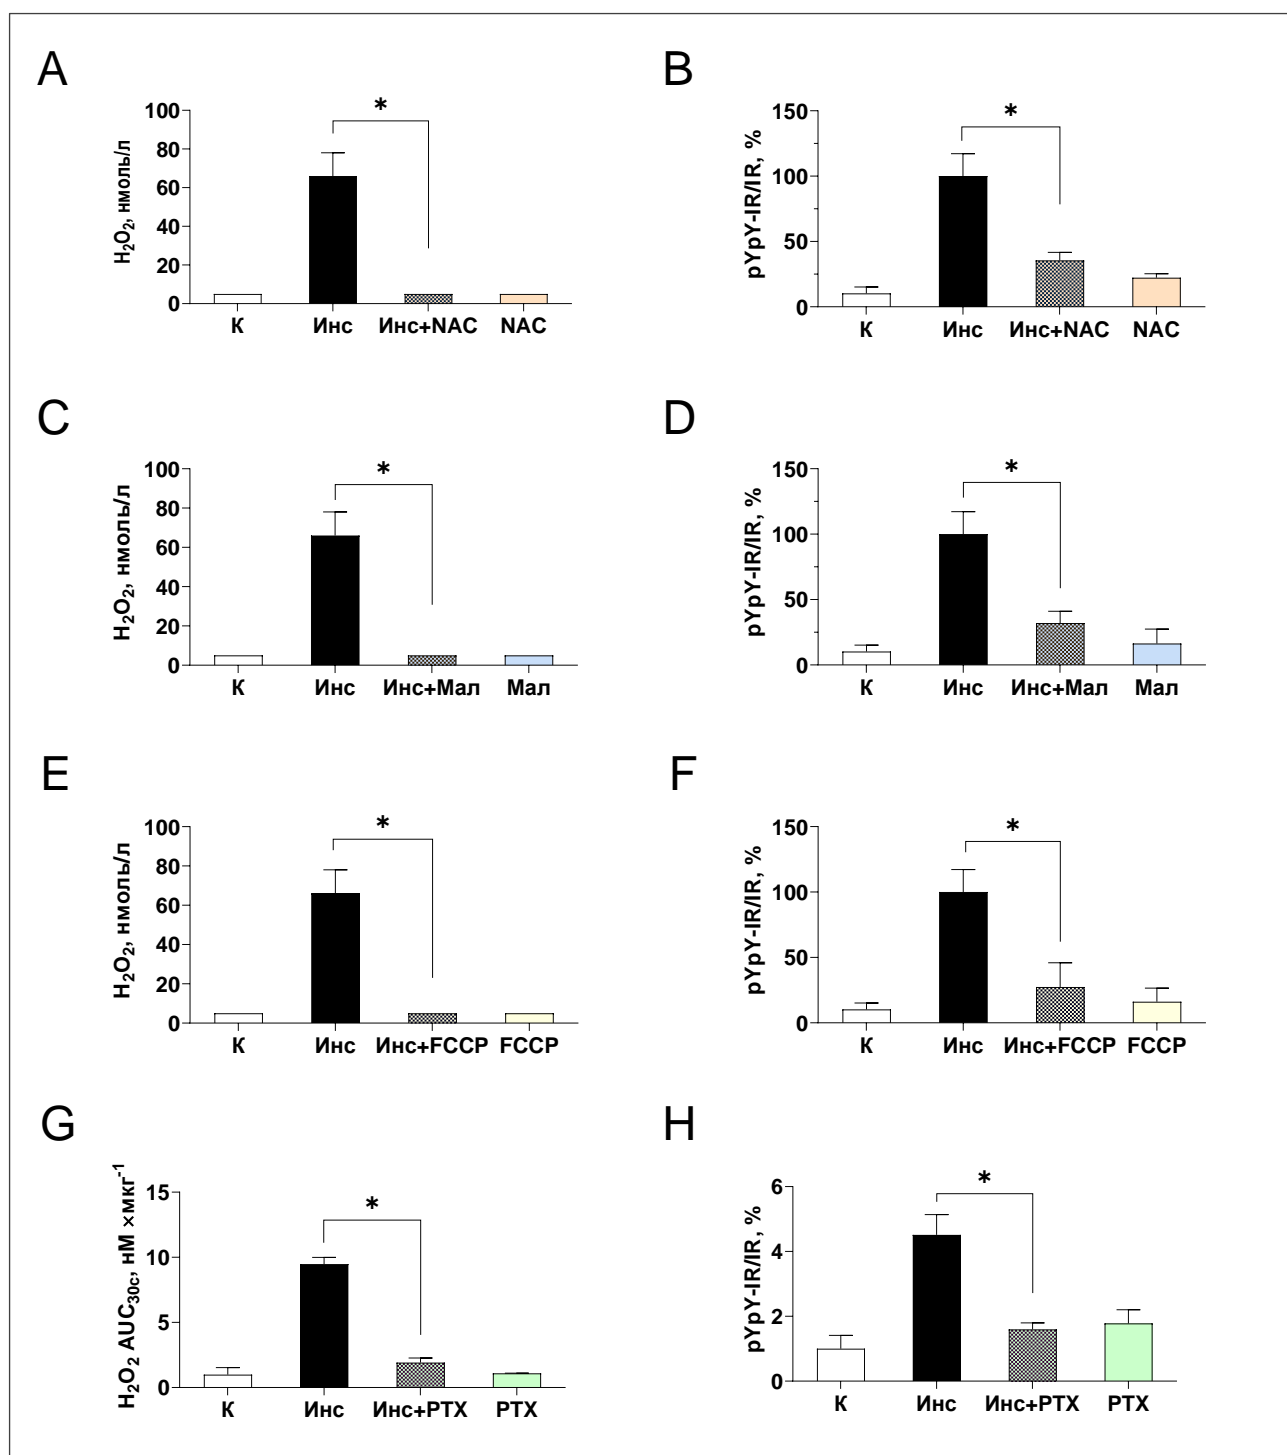 A
H₂O₂, нмоль/л
100
80
60
40
20
0
*
К Инс Инс+NAC NAC
B
pYpY-IR/IR, %
150
100
50
0
*
К Инс Инс+NAC NAC
C
H₂O₂, нмоль/л
100
80
60
40
20
0
*
К Инс Инс+Мал Мал
D
pYpY-IR/IR, %
150
100
50
0
*
К Инс Инс+Мал Мал
E
H₂O₂, нмоль/л
100
80
60
40
20
0
*
К Инс Инс+FCCP FCCP
F
pYpY-IR/IR, %
150
100
50
0
*
К Инс Инс+FCCP FCCP
G
H₂O₂ AUC₃₀c, нМ ×мкг⁻¹
15
10
5
0
*
К Инс Инс+PTX PTX
H
pYpY-IR/IR, %
6
4
2
0
*
К Инс Инс+PTX PTX